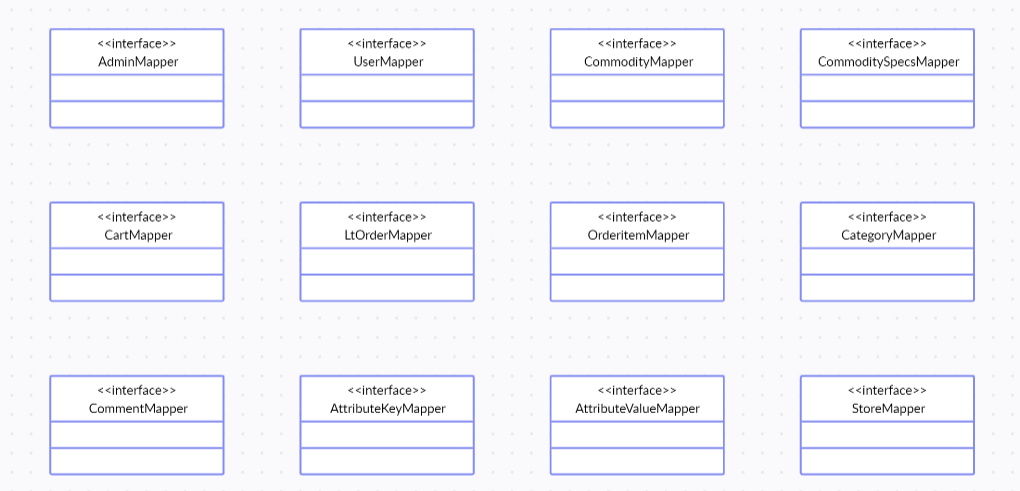 <<interface>>
AdminMapper
<<interface>>
UserMapper
<<interface>>
CommodityMapper
<<interface>>
CommoditySpecsMapper
<<interface>>
CartMapper
<<interface>>
LtOrderMapper
<<interface>>
OrderitemMapper
<<interface>>
CategoryMapper
<<interface>>
CommentMapper
<<interface>>
AttributeKeyMapper
<<interface>>
AttributeValueMapper
<<interface>>
StoreMapper